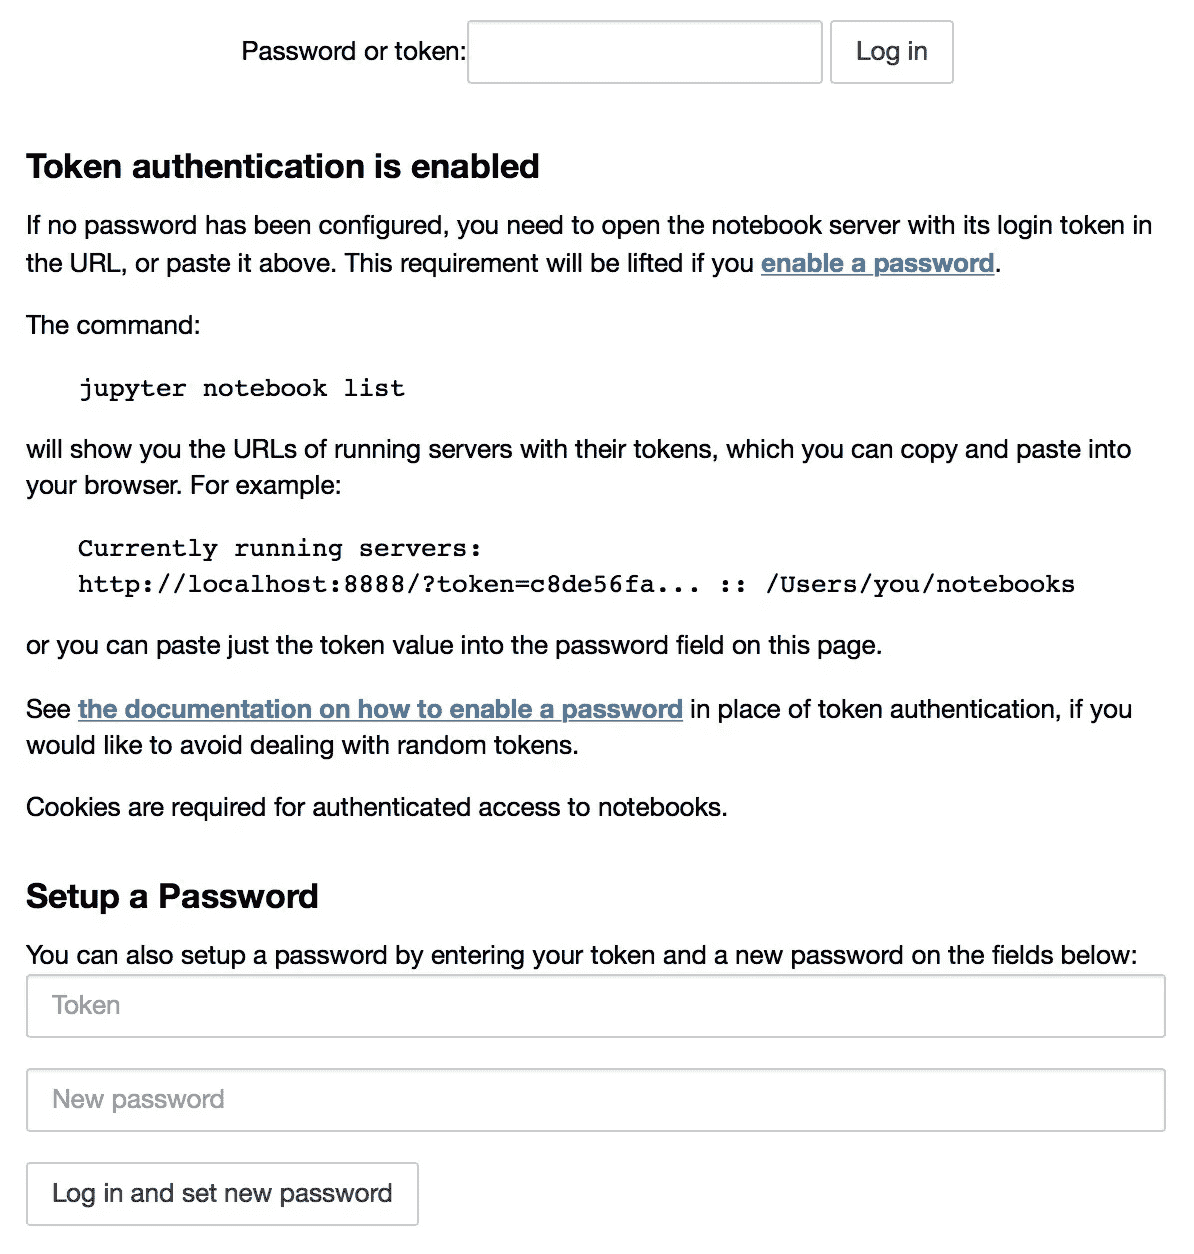 Password or token: Log in
Token authentication is enabled
If no password has been configured, you need to open the notebook server with its login token in
the URL, or paste it above. This requirement will be lifted if you enable a password.
The command:
jupyter notebook list
will show you the URLs of running servers with their tokens, which you can copy and paste into
your browser. For example:
Currently running servers:
http://localhost:8888/?token=c8de56fa... :: /Users/you/notebooks
or you can paste just the token value into the password field on this page.
See the documentation on how to enable a password in place of token authentication, if you
would like to avoid dealing with random tokens.
Cookies are required for authenticated access to notebooks.
Setup a Password
You can also setup a password by entering your token and a new password on the fields below:
Token
New password
Log in and set new password